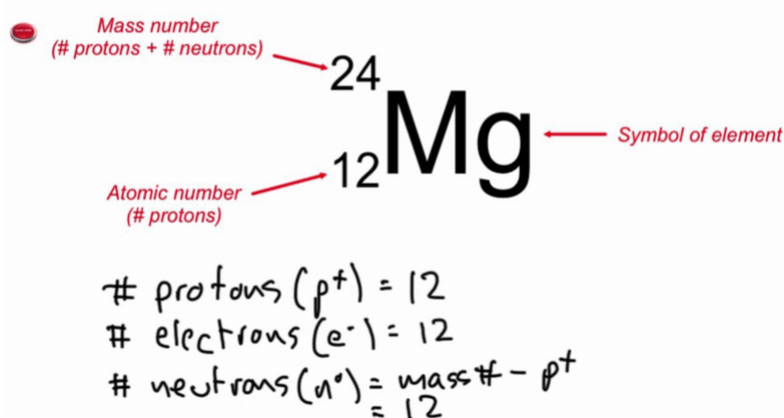 Mass number
(# protons + # neutrons)
24
Mg
Symbol of element
12
Atomic number
(# protons)
# protons (p+) = 12
# electrons (e-) = 12
# neutrons (n°) = mass # - p+
= 12